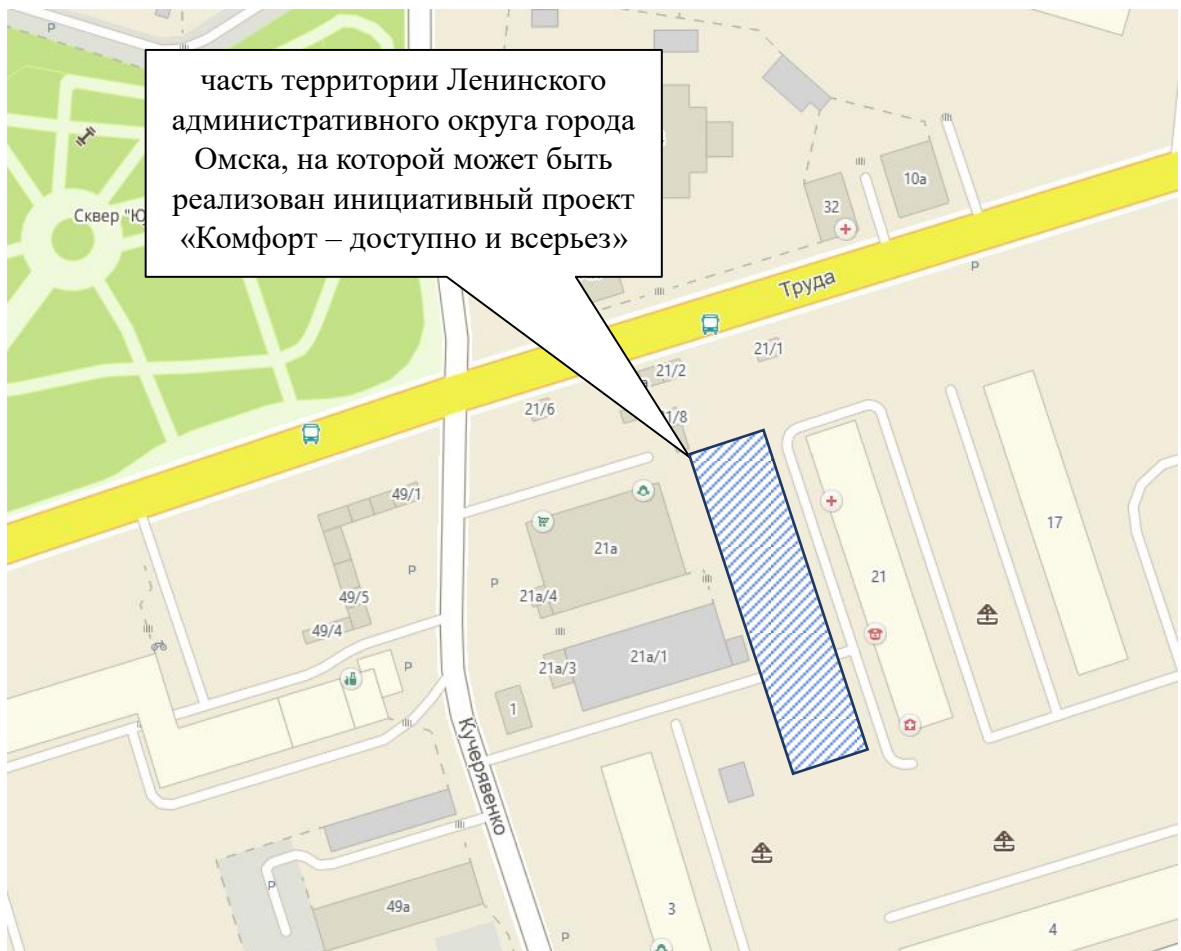 P
часть территории Ленинского
административного округа города
Омска, на которой может быть
реализован инициативный проект
«Комфорт – доступно и всерьез»
Сквер "Ю
10а
32
P
Труда
21/1
21/2
21/6
21/8
49/1
17
21а
P
P
21
49/5
21а/4
49/4
21а/3
21а/1
P
1
Кучерявенко
P
49а
3
4
P